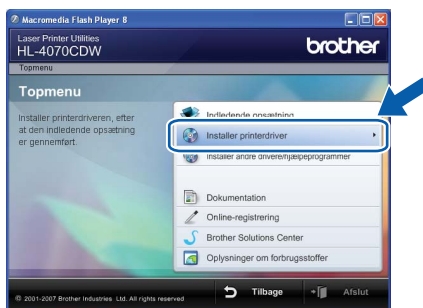 Macromedia Flash Player 8
Laser Printer Utilities
HL-4070CDW
brother
Topmenu
Topmenu
Installer printerdriveren, efter
at den indledende opsætning
er gennemført.
Indledende opsætning
Installer printerdriver
Installer andre drivere/hjælpeprogrammer
Dokumentation
Online-registrering
Brother Solutions Center
Oplysninger om forbrugsstoffer
© 2001-2007 Brother Industries Ltd. All rights reserved
Tilbage
Afslut